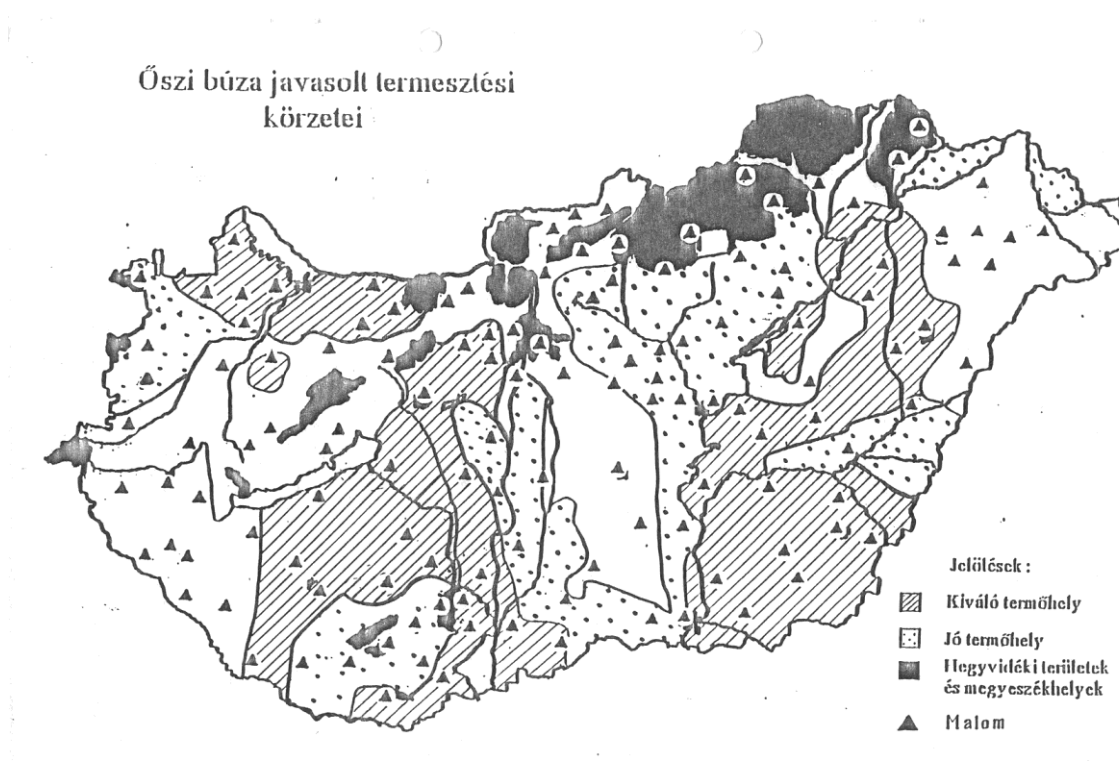 Őszi búza javasolt termesztési
körzetei
Jelölések :
Kiváló termőhely
Jó termőhely
Hegyvidéki területek
és megyeszékhelyek
Malom